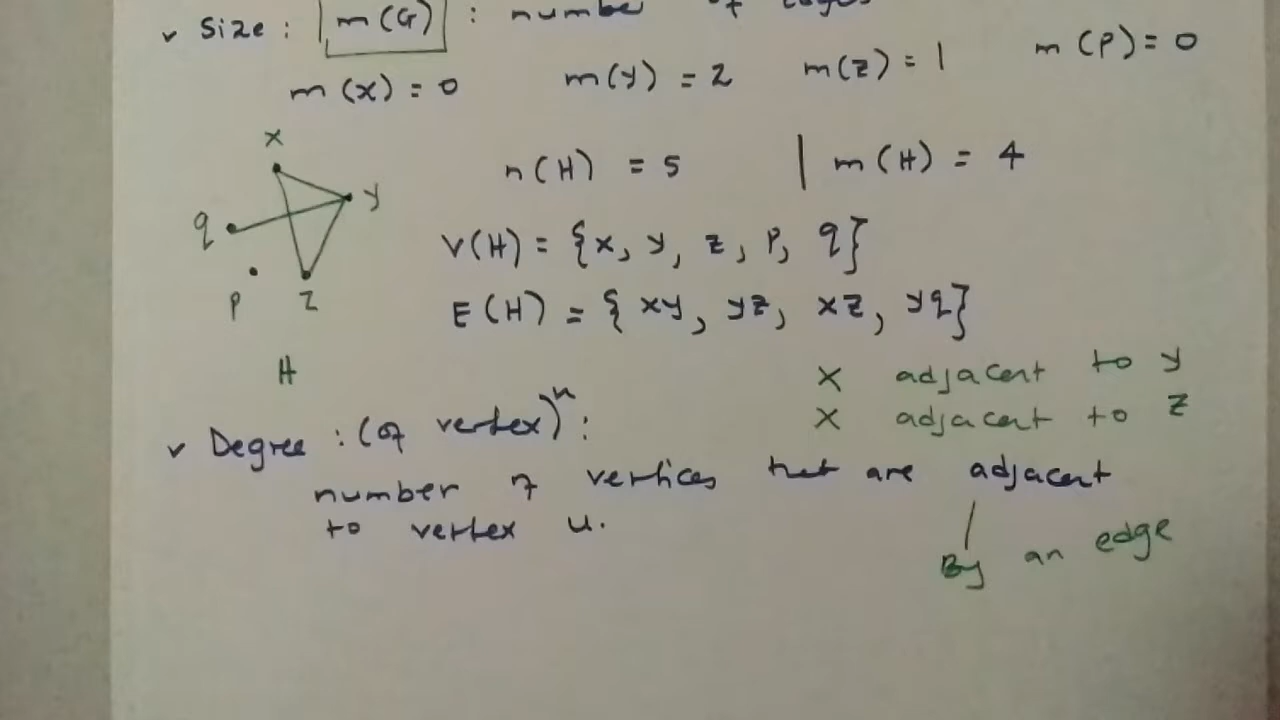 ✓ Size: m(G) : number of edges
m(x) = 0 m(y) = 2 m(z) = 1 m(P) = 0
n(H) = 5 | m(H) = 4
x
y
q
P z
H
V(H) = {x, y, z, P, q}
E(H) = { xy, yz, xz, yq}
x adjacent to y
x adjacent to z
✓ Degree : (of vertex)^u:
number of vertices that are adjacent
to vertex u.
By an edge